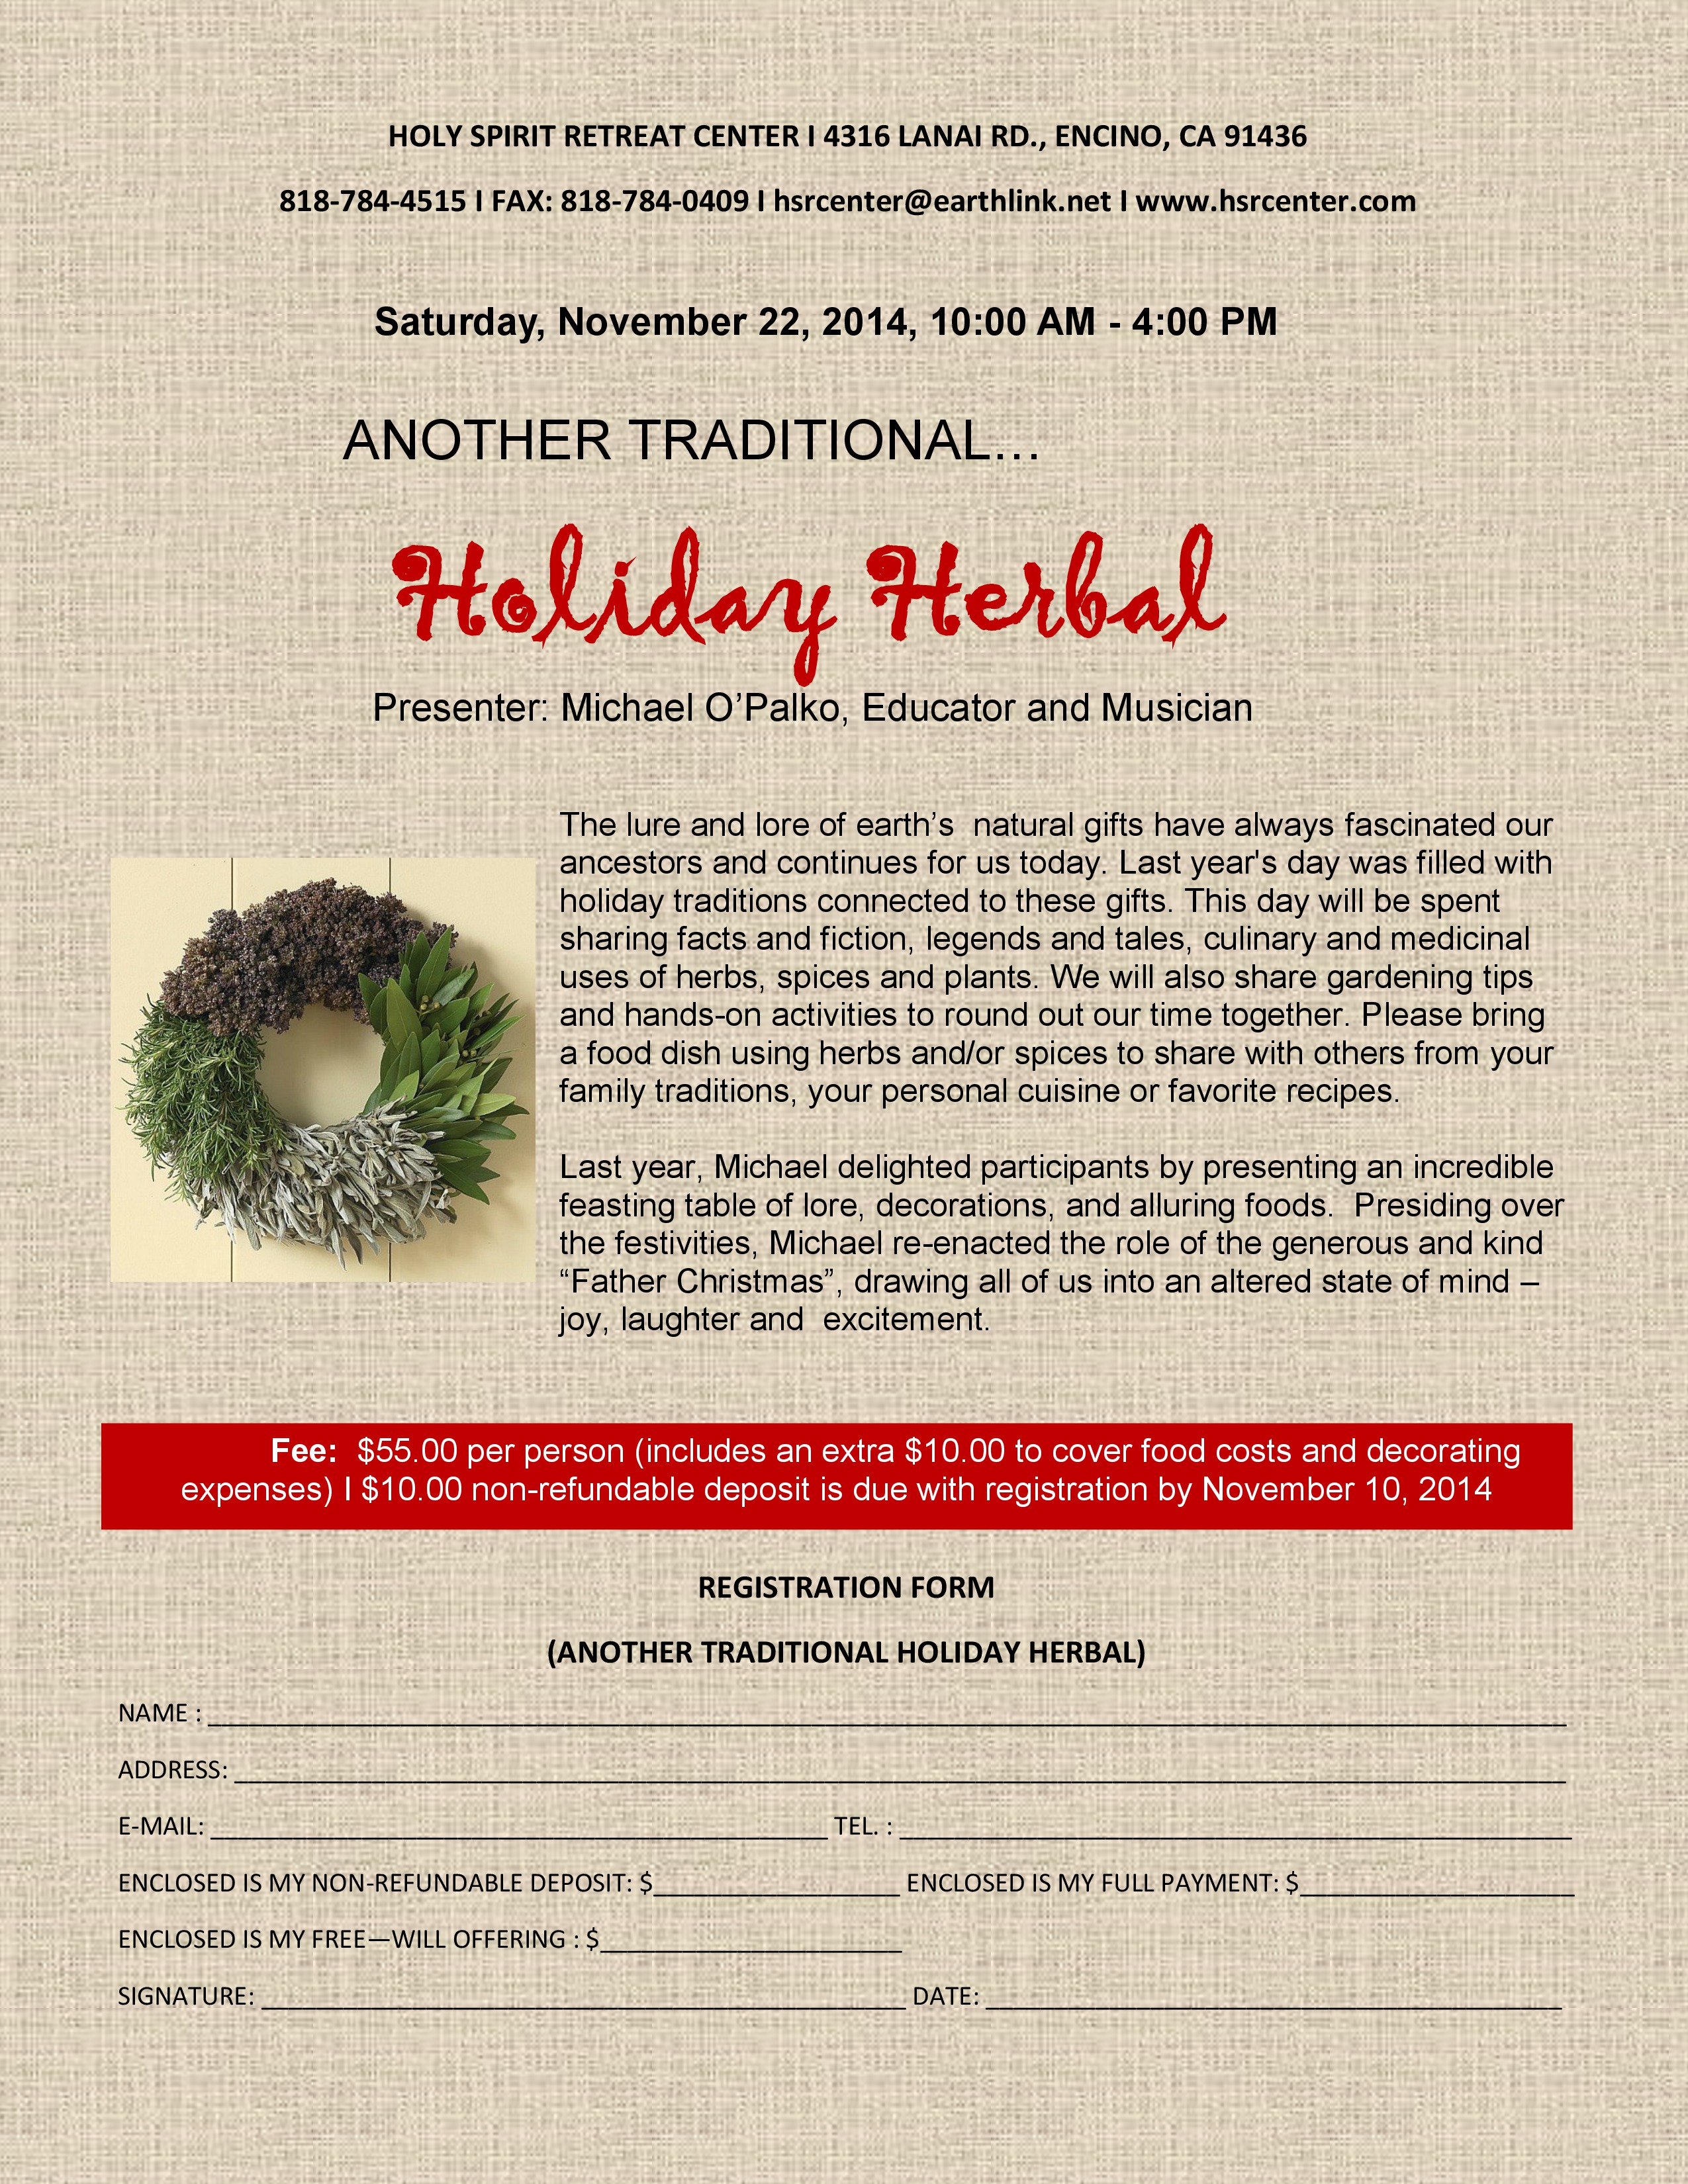 HOLY SPIRIT RETREAT CENTER I 4316 LANAI RD., ENCINO, CA 91436
818-784-4515 I FAX: 818-784-0409 I hsrcenter@earthlink.net I www.hsrcenter.com
Saturday, November 22, 2014, 10:00 AM - 4:00 PM
ANOTHER TRADITIONAL…
Holiday Herbal
Presenter: Michael O’Palko, Educator and Musician
The lure and lore of earth’s  natural gifts have always fascinated our
ancestors and continues for us today. Last year's day was filled with
holiday traditions connected to these gifts. This day will be spent
sharing facts and fiction, legends and tales, culinary and medicinal
uses of herbs, spices and plants. We will also share gardening tips
and hands-on activities to round out our time together. Please bring
a food dish using herbs and/or spices to share with others from your
family traditions, your personal cuisine or favorite recipes.
Last year, Michael delighted participants by presenting an incredible
feasting table of lore, decorations, and alluring foods.  Presiding over
the festivities, Michael re-enacted the role of the generous and kind
“Father Christmas”, drawing all of us into an altered state of mind –
joy, laughter and  excitement.
Fee:  $55.00 per person (includes an extra $10.00 to cover food costs and decorating
expenses) I $10.00 non-refundable deposit is due with registration by November 10, 2014
REGISTRATION FORM
(ANOTHER TRADITIONAL HOLIDAY HERBAL)
NAME :
ADDRESS:
E-MAIL: TEL. :
ENCLOSED IS MY NON-REFUNDABLE DEPOSIT: $ ENCLOSED IS MY FULL PAYMENT: $
ENCLOSED IS MY FREE—WILL OFFERING : $
SIGNATURE: DATE: